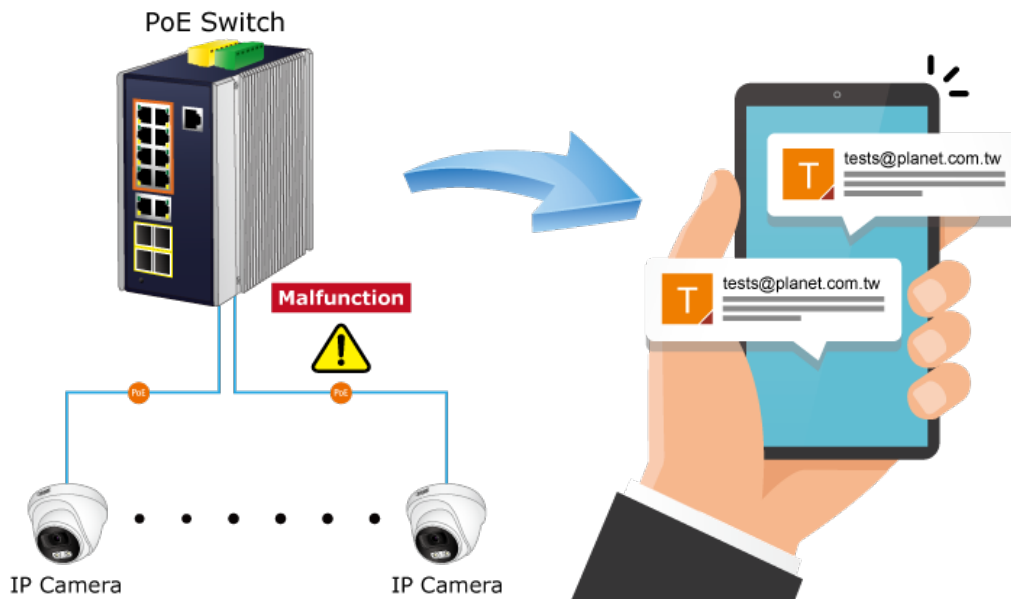 PoE Switch
T
tests@planet.com.tw
T
tests@planet.com.tw
Malfunction
PoE
PoE
IP Camera
IP Camera